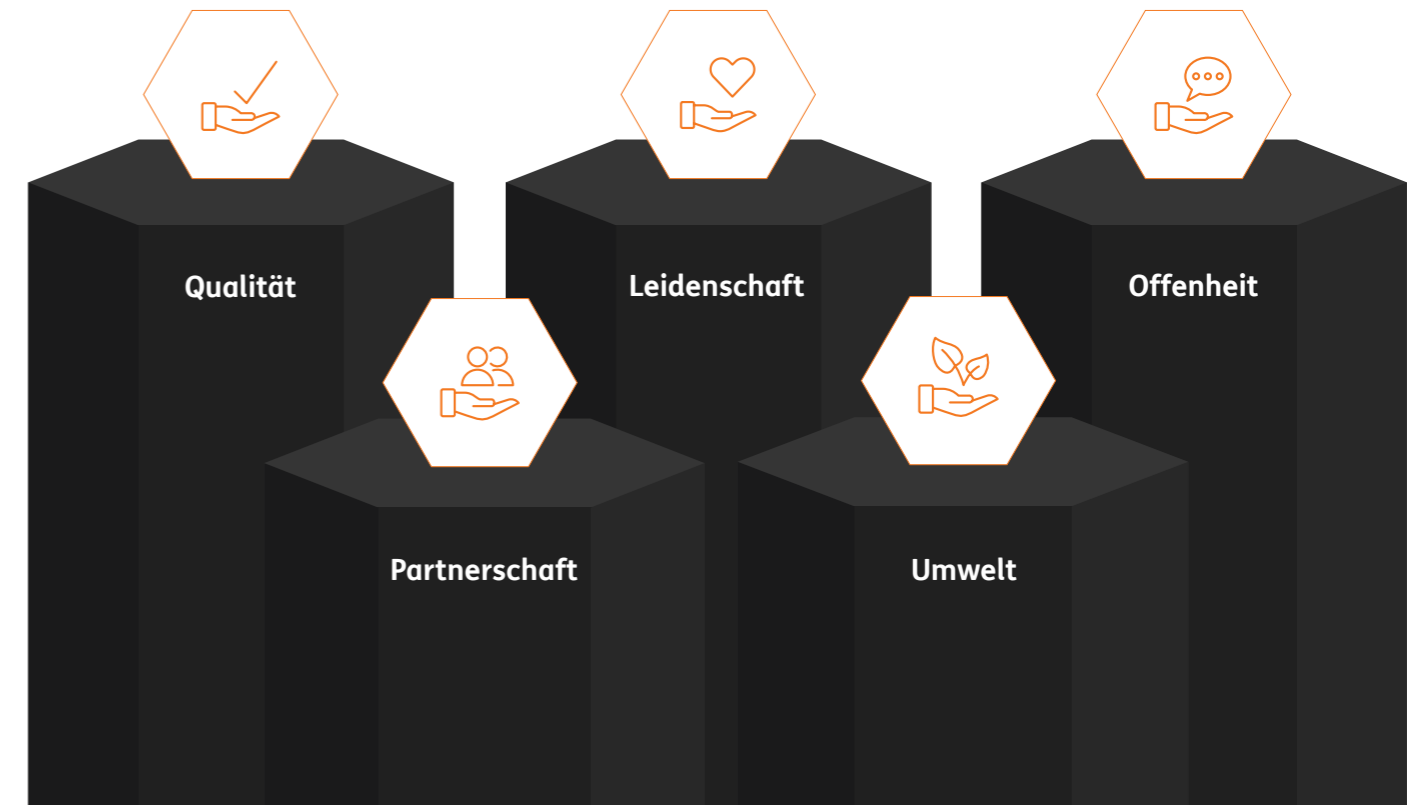 Qualität
Leidenschaft
Offenheit
Partnerschaft
Umwelt